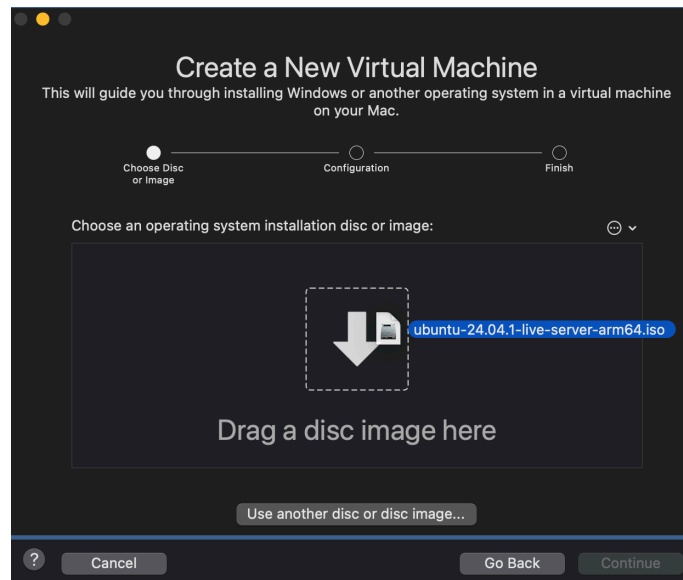 Create a New Virtual Machine
This will guide you through installing Windows or another operating system in a virtual machine
on your Mac.
Choose Disc
or Image
Configuration
Finish
Choose an operating system installation disc or image:
ubuntu-24.04.1-live-server-arm64.iso
Drag a disc image here
Use another disc or disc image...
?
Cancel
Go Back
Continue